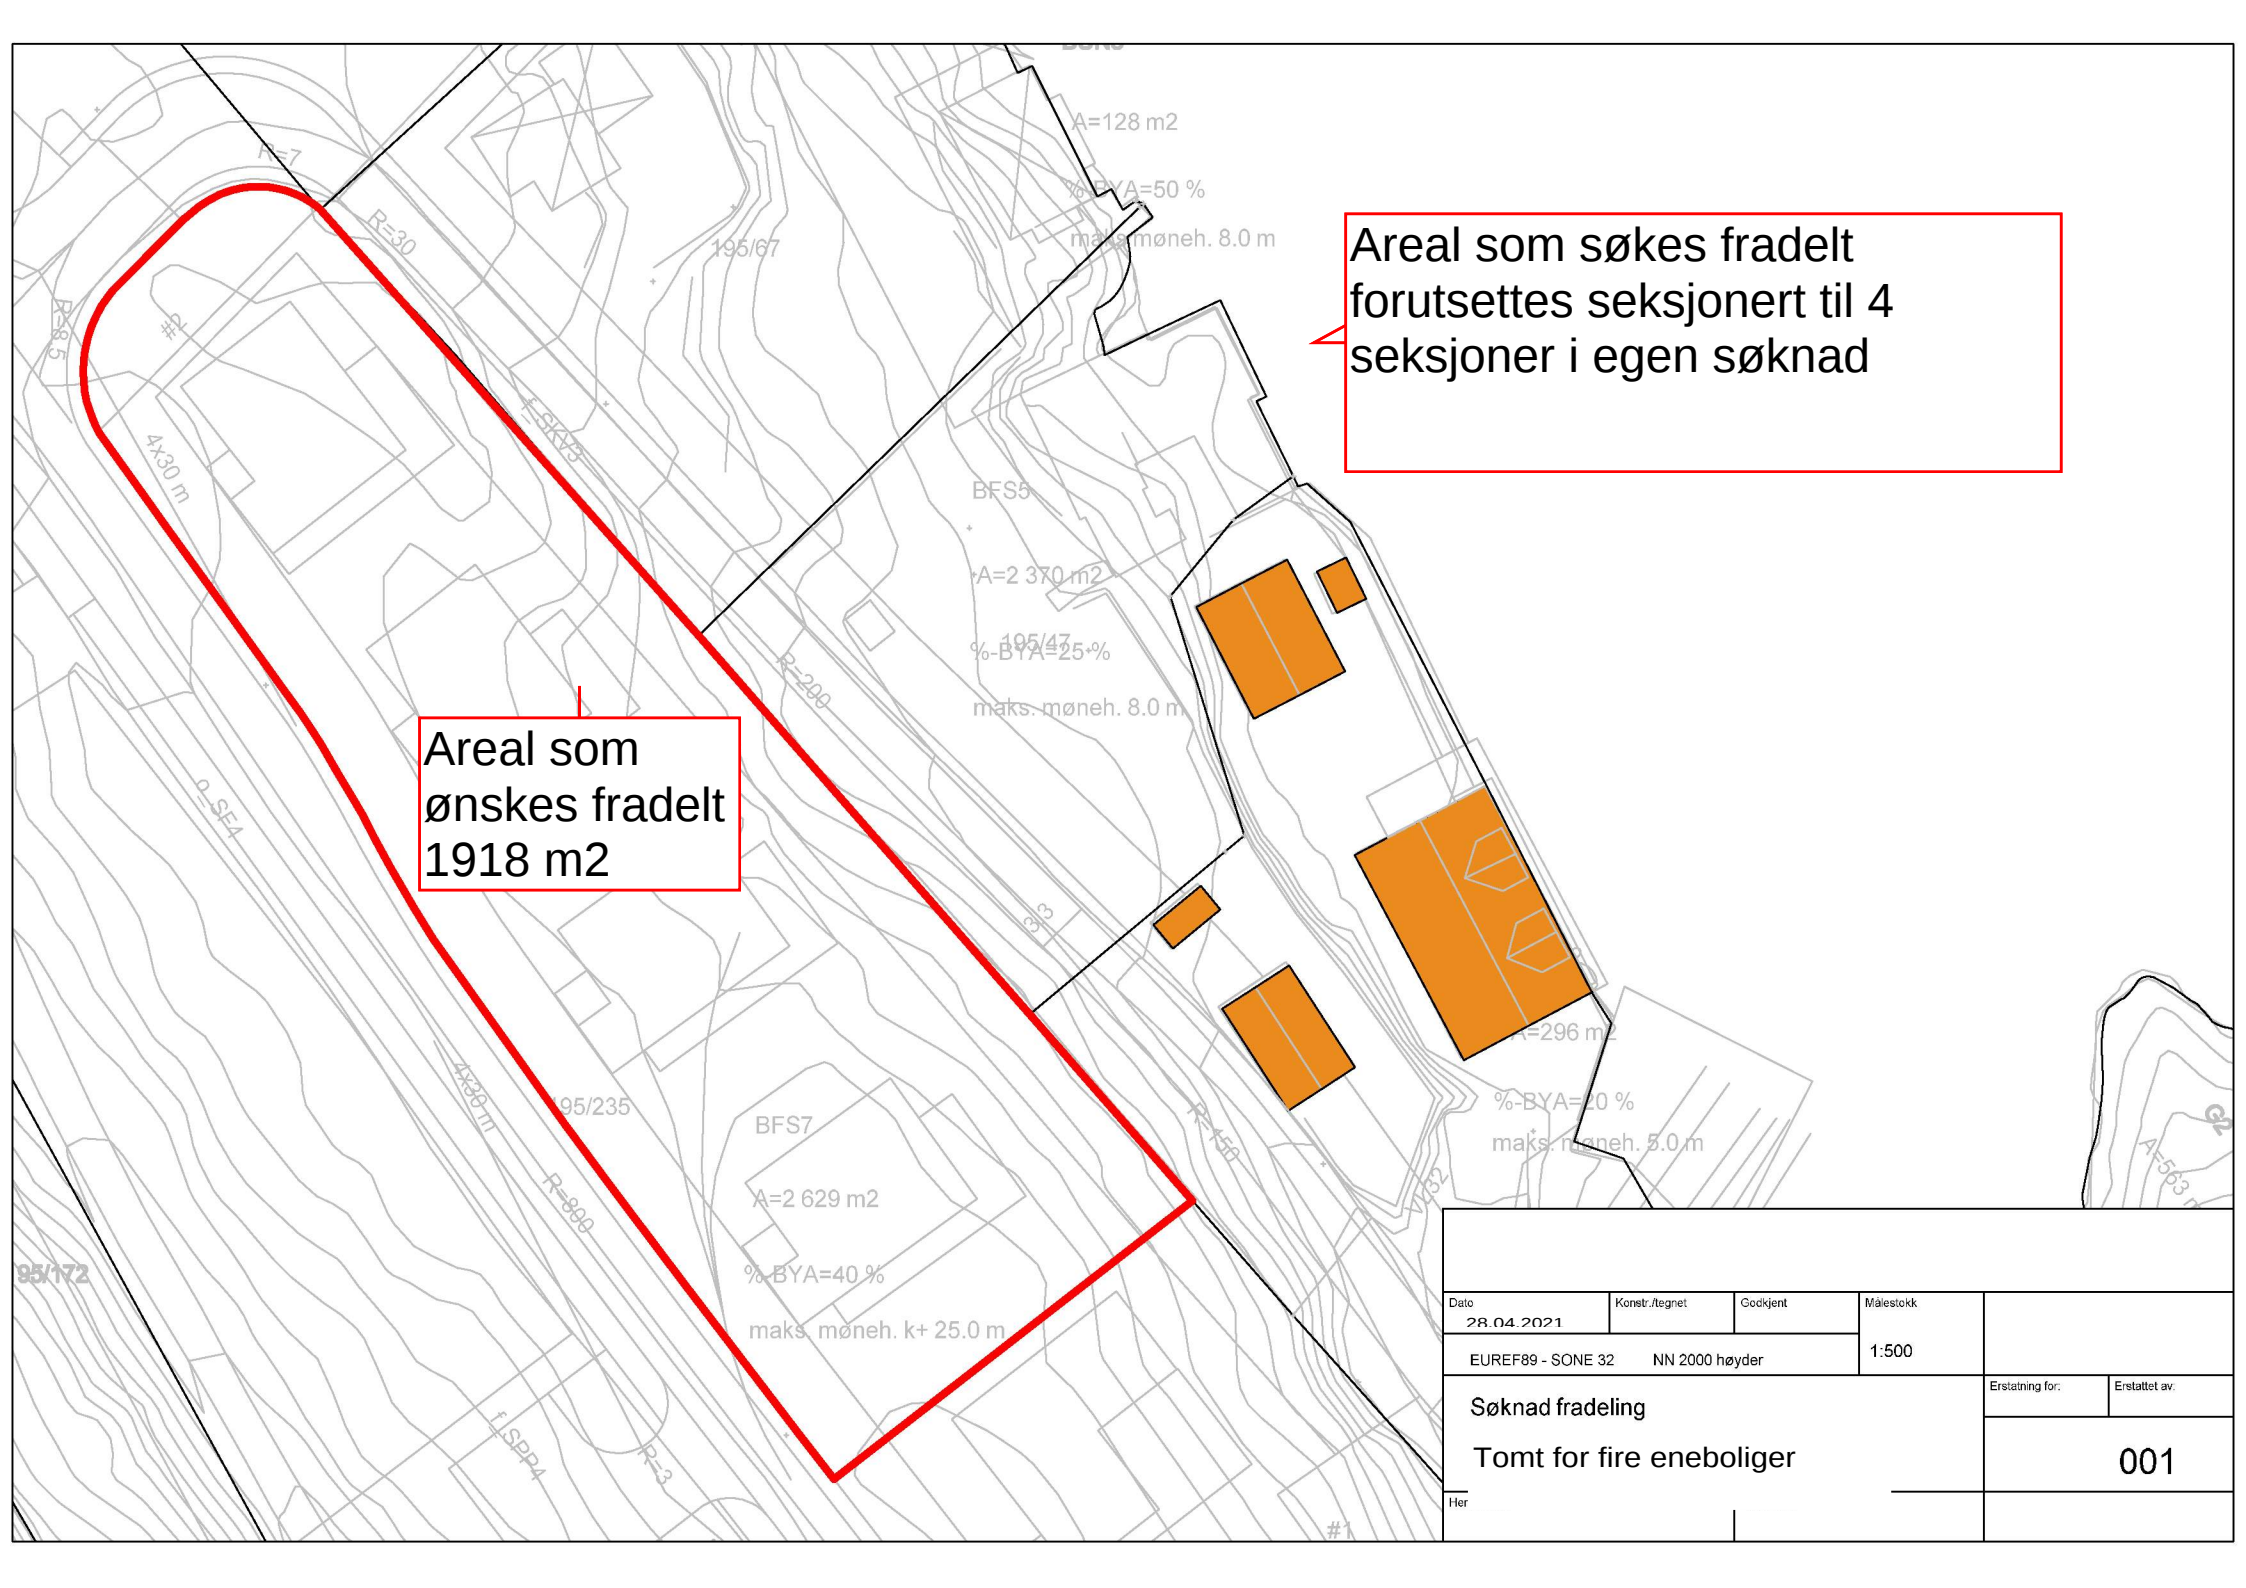 A=128 m2
%-BYA=50 %
maks møneh. 8.0 m
R=7
R=30
195/67
Areal som søkes fradelt
forutsettes seksjonert til 4
seksjoner i egen søknad
R=8.5
#2
f_SKV3
4x30 m
BFS5
A=2 370 m2
195/47
%-BYA=25 %
maks. møneh. 8.0 m
R=200
Areal som
ønskes fradelt
1918 m2
o_SF4
3.3
A=296 m2
%-BYA=20 %
maks. møneh. 5.0 m
4x30 m
195/235
BFS7
A=2 629 m2
%-BYA=40 %
maks. møneh. k+ 25.0 m
R=150
R=800
G2
A=563 m
95/172
f_SPP4
R=3
#1
Dato
28.04.2021
Konstr./tegnet
Godkjent
Målestokk
1:500
EUREF89 - SONE 32 NN 2000 høyder
Erstatning for:
Erstattet av:
Søknad fradeling
Tomt for fire eneboliger
001
Her